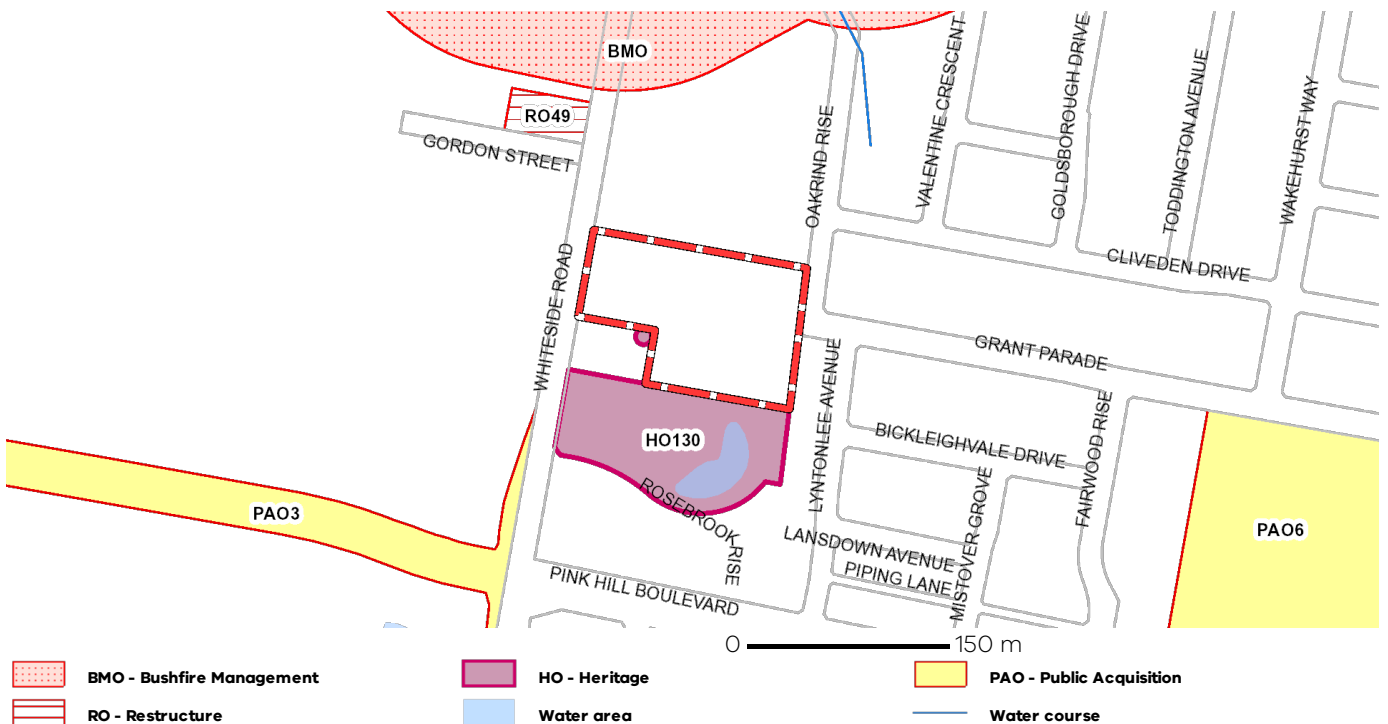 BMO
RO49
GORDON STREET
WHITESIDE ROAD
OAKRIND RISE
VALENTINE CRESCENT
GOLDSBOROUGH DRIVE
TODDINGTON AVENUE
WAKEHURST WAY
CLIVEDEN DRIVE
GRANT PARADE
LYNTONLEE AVENUE
BICKLEIGHVALE DRIVE
FAIRWOOD RISE
HO130
ROSEBROOK RISE
MISTOVER GROVE
LANSDOWN AVENUE
PIPING LANE
PINK HILL BOULEVARD
PAO3
PAO6
0 150 m
BMO - Bushfire Management
HO - Heritage
PAO - Public Acquisition
RO - Restructure
Water area
Water course